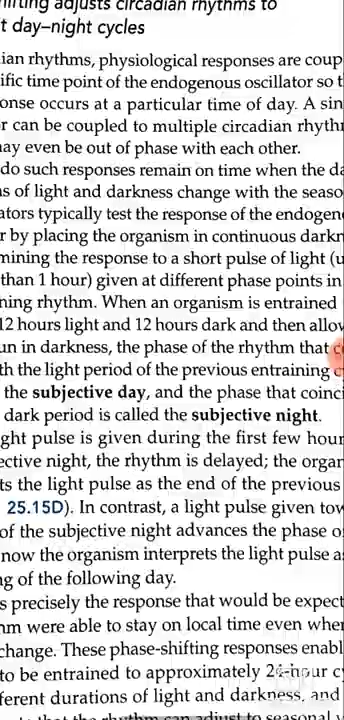 shifting adjusts circadian rhythms to
t day–night cycles
ian rhythms, physiological responses are coup
ific time point of the endogenous oscillator so t
onse occurs at a particular time of day. A sin
r can be coupled to multiple circadian rhyth
ay even be out of phase with each other.
do such responses remain on time when the da
s of light and darkness change with the seaso
ators typically test the response of the endogen
r by placing the organism in continuous darkn
mining the response to a short pulse of light (u
than 1 hour) given at different phase points in
ning rhythm. When an organism is entrained
12 hours light and 12 hours dark and then allow
un in darkness, the phase of the rhythm that c
th the light period of the previous entraining c
the subjective day, and the phase that coinci
dark period is called the subjective night.
ght pulse is given during the first few hour
ective night, the rhythm is delayed; the organ
ts the light pulse as the end of the previous
25.15D). In contrast, a light pulse given tow
of the subjective night advances the phase o
now the organism interprets the light pulse a
ng of the following day.
s precisely the response that would be expect
hm were able to stay on local time even when
change. These phase-shifting responses enabl
to be entrained to approximately 24-hour c
ferent durations of light and darkness, and
that the rhythm can adjust to seasonal